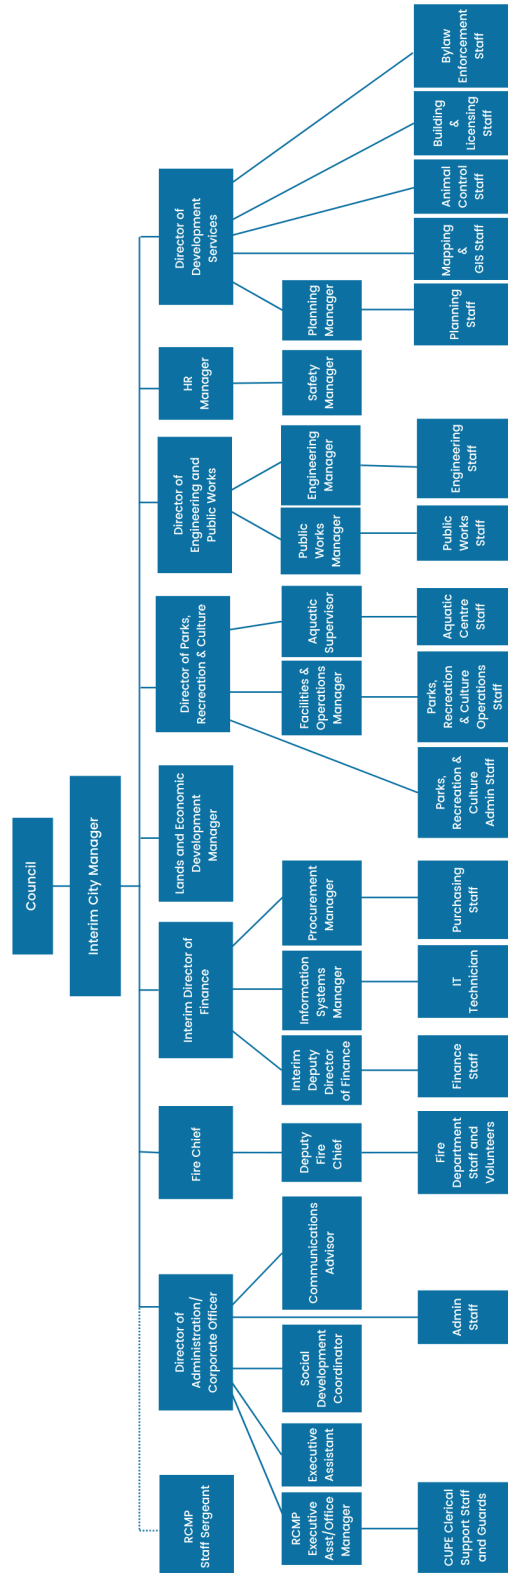 Council
Interim City Manager
RCMP
Staff Sergeant
Director of
Administration/
Corporate Officer
Fire Chief
Interim Director of
Finance
Lands and Economic
Development
Manager
Director of Parks,
Recreation & Culture
Director of
Engineering and
Public Works
HR
Manager
Director of
Development
Services
RCMP
Executive
Asst/Office
Manager
Executive
Assistant
Social
Development
Coordinator
Communications
Advisor
Deputy
Fire
Chief
Interim
Deputy
Director
of Finance
Information
Systems
Manager
Procurement
Manager
Facilities &
Operations
Manager
Aquatic
Supervisor
Public
Works
Manager
Engineering
Manager
Safety
Manager
Planning
Manager
CUPE Clerical
Support Staff
and Guards
Admin
Staff
Fire
Department
Staff and
Volunteers
Finance
Staff
IT
Technician
Purchasing
Staff
Parks,
Recreation &
Culture
Admin Staff
Parks,
Recreation
& Culture
Operations
Staff
Aquatic
Centre
Staff
Public
Works
Staff
Engineering
Staff
Planning
Staff
Mapping
&
GIS Staff
Animal
Control
Staff
Building
&
Licensing
Staff
Bylaw
Enforcement
Staff